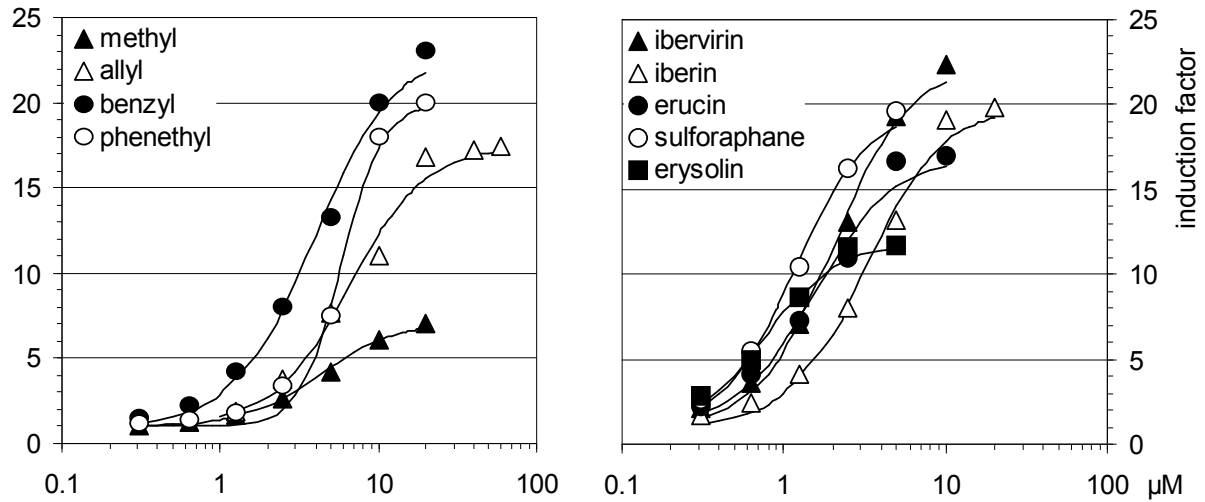 25
20
15
10
5
0
methyl
allyl
benzyl
phenethyl
0.1 1 10 100
ibervirin
iberin
erucin
sulforaphane
erysolin
25
20
15
10
5
0
induction factor
0.1 1 10 100 µM